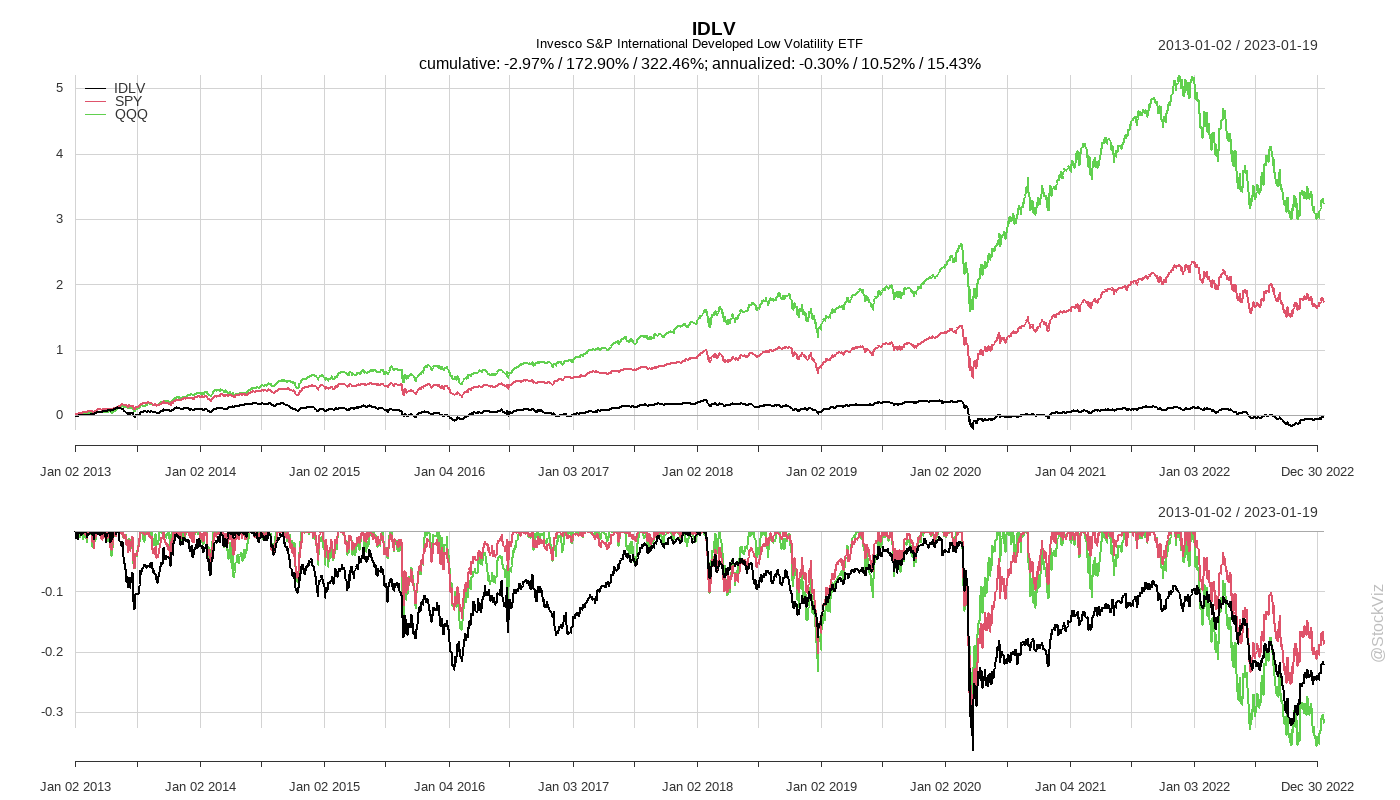 IDLV
Invesco S&P International Developed Low Volatility ETF
2013-01-02 / 2023-01-19
cumulative: -2.97% / 172.90% / 322.46%; annualized: -0.30% / 10.52% / 15.43%
IDLV
SPY
QQQ
5
4
3
2
1
0
Jan 02 2013 Jan 02 2014 Jan 02 2015 Jan 04 2016 Jan 03 2017 Jan 02 2018 Jan 02 2019 Jan 02 2020 Jan 04 2021 Jan 03 2022 Dec 30 2022
2013-01-02 / 2023-01-19
-0.1
-0.2
-0.3
Jan 02 2013 Jan 02 2014 Jan 02 2015 Jan 04 2016 Jan 03 2017 Jan 02 2018 Jan 02 2019 Jan 02 2020 Jan 04 2021 Jan 03 2022 Dec 30 2022
@StockViz